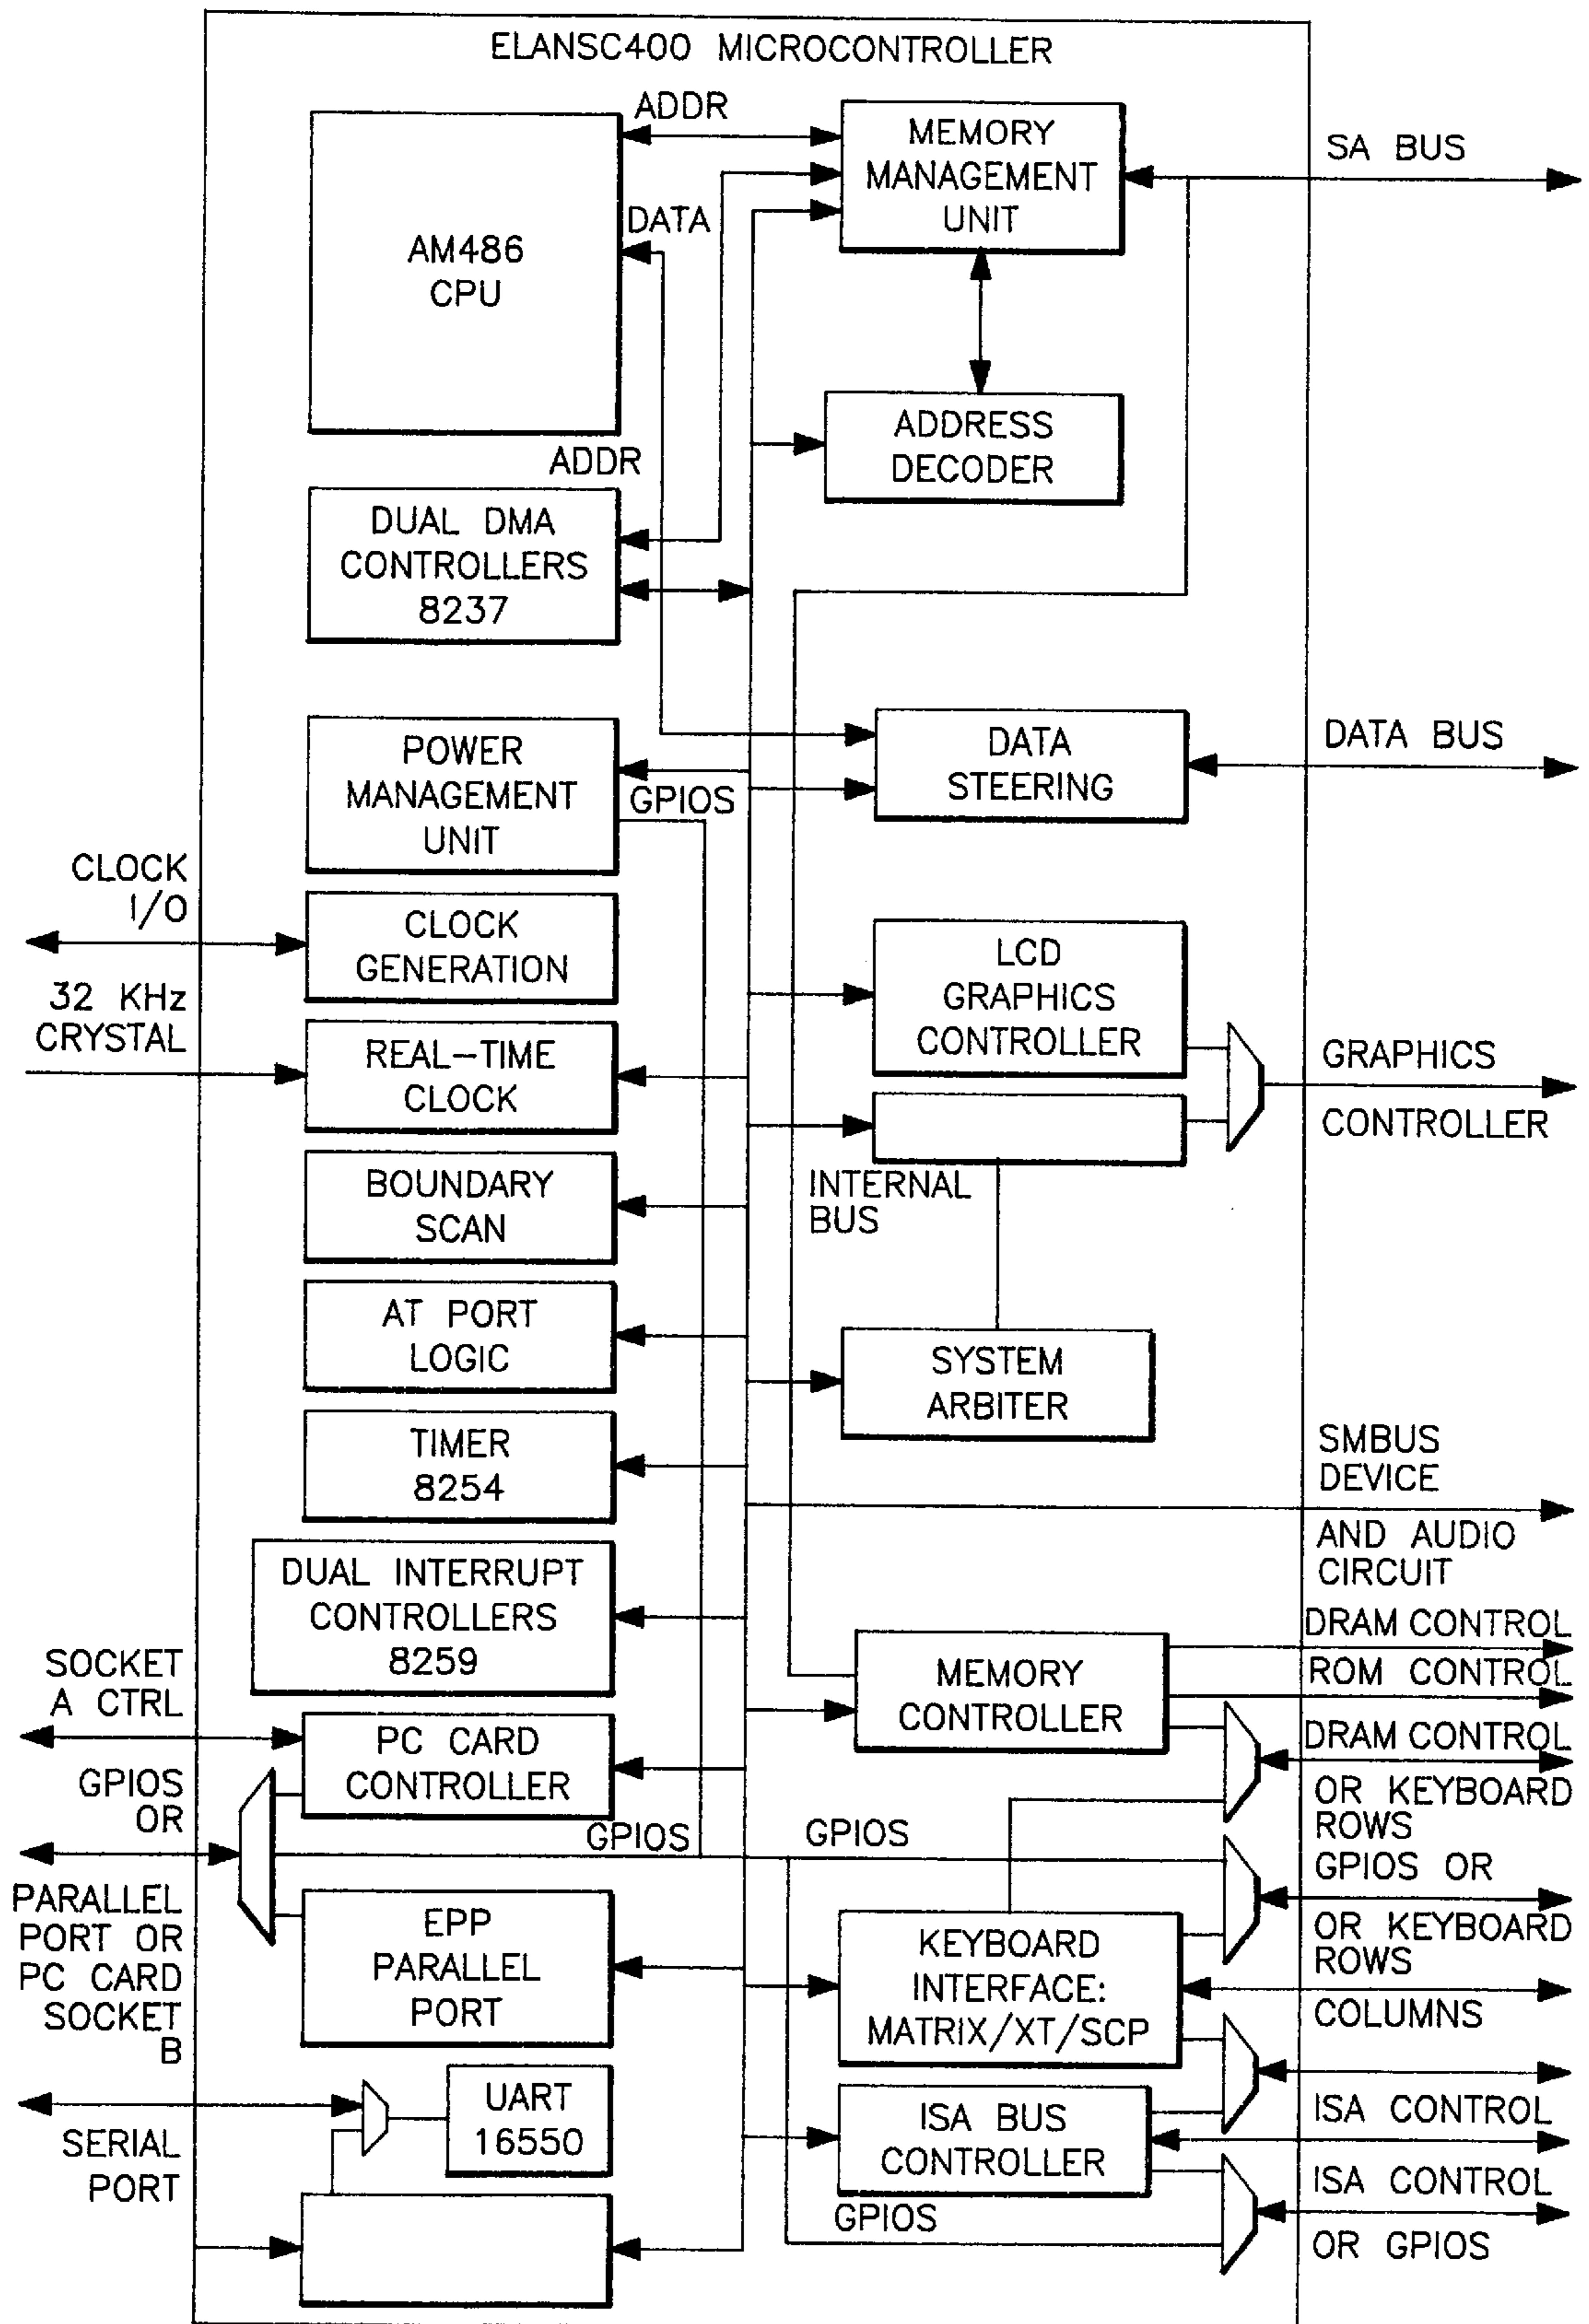 ELANSC400 MICROCONTROLLER
ADDR
MEMORY
MANAGEMENT
UNIT
SA BUS
AM486
CPU
DATA
ADDRESS
DECODER
ADDR
DUAL DMA
CONTROLLERS
8237
POWER
MANAGEMENT
UNIT
GPIOS
DATA
STEERING
DATA BUS
CLOCK
I/O
CLOCK
GENERATION
LCD
GRAPHICS
CONTROLLER
32 KHz
CRYSTAL
REAL-TIME
CLOCK
GRAPHICS
CONTROLLER
BOUNDARY
SCAN
INTERNAL
BUS
AT PORT
LOGIC
SYSTEM
ARBITER
TIMER
8254
SMBUS
DEVICE
AND AUDIO
CIRCUIT
DUAL INTERRUPT
CONTROLLERS
8259
MEMORY
CONTROLLER
DRAM CONTROL
ROM CONTROL
DRAM CONTROL
OR KEYBOARD
ROWS
SOCKET
A CTRL
PC CARD
CONTROLLER
GPIOS
OR
GPIOS
GPIOS
GPIOS OR
OR KEYBOARD
ROWS
PARALLEL
PORT OR
PC CARD
SOCKET
B
EPP
PARALLEL
PORT
KEYBOARD
INTERFACE:
MATRIX/XT/SCP
COLUMNS
SERIAL
PORT
UART
16550
ISA BUS
CONTROLLER
ISA CONTROL
ISA CONTROL
OR GPIOS
GPIOS